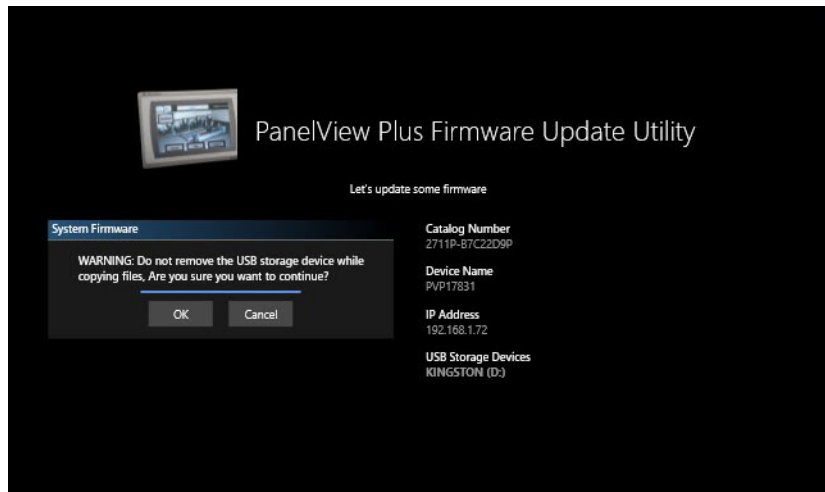 PanelView Plus Firmware Update Utility
Let's update some firmware
System Firmware
WARNING: Do not remove the USB storage device while
copying files, Are you sure you want to continue?
OK
Cancel
Catalog Number
2711P-B7C22D9P
Device Name
PVP17831
IP Address
192.168.1.72
USB Storage Devices
KINGSTON (D:)